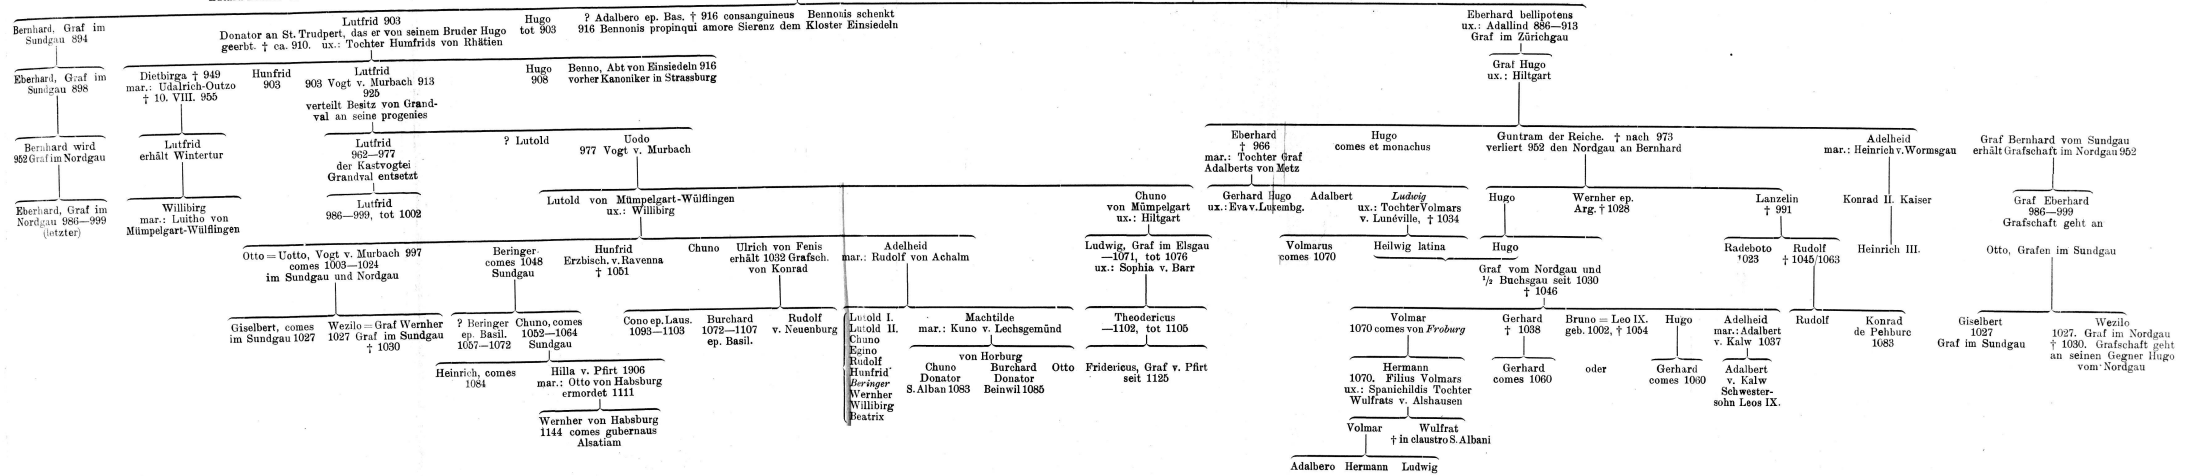 Bernhard, Graf im
Sundgau 894
Lutfrid 903
Donator an St. Trudpert, das er von seinem Bruder Hugo
geerbt. † ca. 910. ux.: Tochter Humfrids von Rhätien
Hugo
tot 903
? Adalbero ep. Bas. † 916 consanguineus Bennonis schenkt
916 Bennonis propinqui amore Sierenz dem Kloster Einsiedeln
Eberhard bellipotens
ux.: Adallind 886—913
Graf im Zürichgau
Graf Hugo
ux.: Hiltgart
Eberhard, Graf im
Sundgau 898
Dietbirga † 949
mar.: Udalrich-Outzo
† 10. VIII. 955
Hunfrid
903
Lutfrid
903 Vogt v. Murbach 913
925
verteilt Besitz von Grand-
val an seine progenies
Hugo
908
Benno, Abt von Einsiedeln 916
vorher Kanoniker in Strassburg
Bernhard wird
952 Graf im Nordgau
Lutfrid
erhält Wintertur
Lutfrid
962—977
der Kastvogtei
Grandval entsetzt
? Lutold
Uodo
977 Vogt v. Murbach
Eberhard
† 966
mar.: Tochter Graf
Adalberts von Metz
Hugo
comes et monachus
Guntram der Reiche. † nach 973
verliert 952 den Nordgau an Bernhard
Adelheid
mar.: Heinrich v. Wormsgau
Graf Bernhard vom Sundgau
erhält Grafschaft im Nordgau 952
Eberhard, Graf im
Nordgau 986—999
(letzter)
Willibirg
mar.: Luitho von
Mümpelgart-Wülflingen
Lutfrid
986—999, tot 1002
Lutold von Mümpelgart-Wülflingen
ux.: Willibirg
Chuno
von Mümpelgart
ux.: Hiltgart
Gerhard Hugo
ux.: Eva v. Luxembg.
Adalbert
Ludwig
ux.: Tochter Volmars
v. Lunéville, † 1034
Hugo
Wernher ep.
Arg. † 1028
Lanzelin
† 991
Konrad II. Kaiser
Graf Eberhard
986—999
Grafschaft geht an
Otto = Uotto, Vogt v. Murbach 997
comes 1003—1024
im Sundgau und Nordgau
Beringer
comes 1048
Sundgau
Hunfrid
Erzbisch. v. Ravenna
† 1051
Chuno
Ulrich von Fenis
erhält 1032 Grafsch.
von Konrad
Adelheid
mar.: Rudolf von Achalm
Ludwig, Graf im Elsgau
—1071, tot 1076
ux.: Sophia v. Barr
Volmarus
comes 1070
Heilwig latina
Hugo
Graf vom Nordgau und
½ Buchsgau seit 1030
† 1046
Radeboto
1023
Rudolf
† 1045/1063
Heinrich III.
Otto, Grafen im Sundgau
Giselbert, comes
im Sundgau 1027
Wezilo = Graf Wernher
1027 Graf im Sundgau
† 1030
? Beringer
ep. Basil.
1057—1072
Chuno, comes
1052—1064
Sundgau
Cono ep. Laus.
1093—1103
Burchard
1072—1107
ep. Basil.
Rudolf
v. Neuenburg
Lutold I.
Lutold II.
Chuno
Egino
Rudolf
Hunfrid
Beringer
Wernher
Willibirg
Beatrix
Machtilde
mar.: Kuno v. Lechsgemünd
Theodericus
—1102, tot 1105
Volmar
1070 comes von Froburg
Gerhard
† 1038
Bruno = Leo IX.
geb. 1002, † 1054
Hugo
Adelheid
mar.: Adalbert
v. Kalw 1037
Rudolf
Konrad
de Pehburc
1083
Giselbert
1027
Graf im Sundgau
Wezilo
1027. Graf im Nordgau
† 1030. Grafschaft geht
an seinen Gegner Hugo
vom Nordgau
Heinrich, comes
1084
Hilla v. Pfirt 1906
mar.: Otto von Habsburg
ermordet 1111
von Horburg
Chuno
Donator
S. Alban 1083
Burchard
Donator
Beinwil 1085
Otto
Fridericus, Graf v. Pfirt
seit 1125
Hermann
1070. Filius Volmars
ux.: Spanichildis Tochter
Wulfrats v. Alshausen
Gerhard
comes 1060
oder
Gerhard
comes 1060
Adalbert
v. Kalw
Schwester-
sohn Leos IX.
Wernher von Habsburg
1144 comes gubernaus
Alsatiam
Volmar
Wulfrat
† in claustro S. Albani
Adalbero Hermann Ludwig